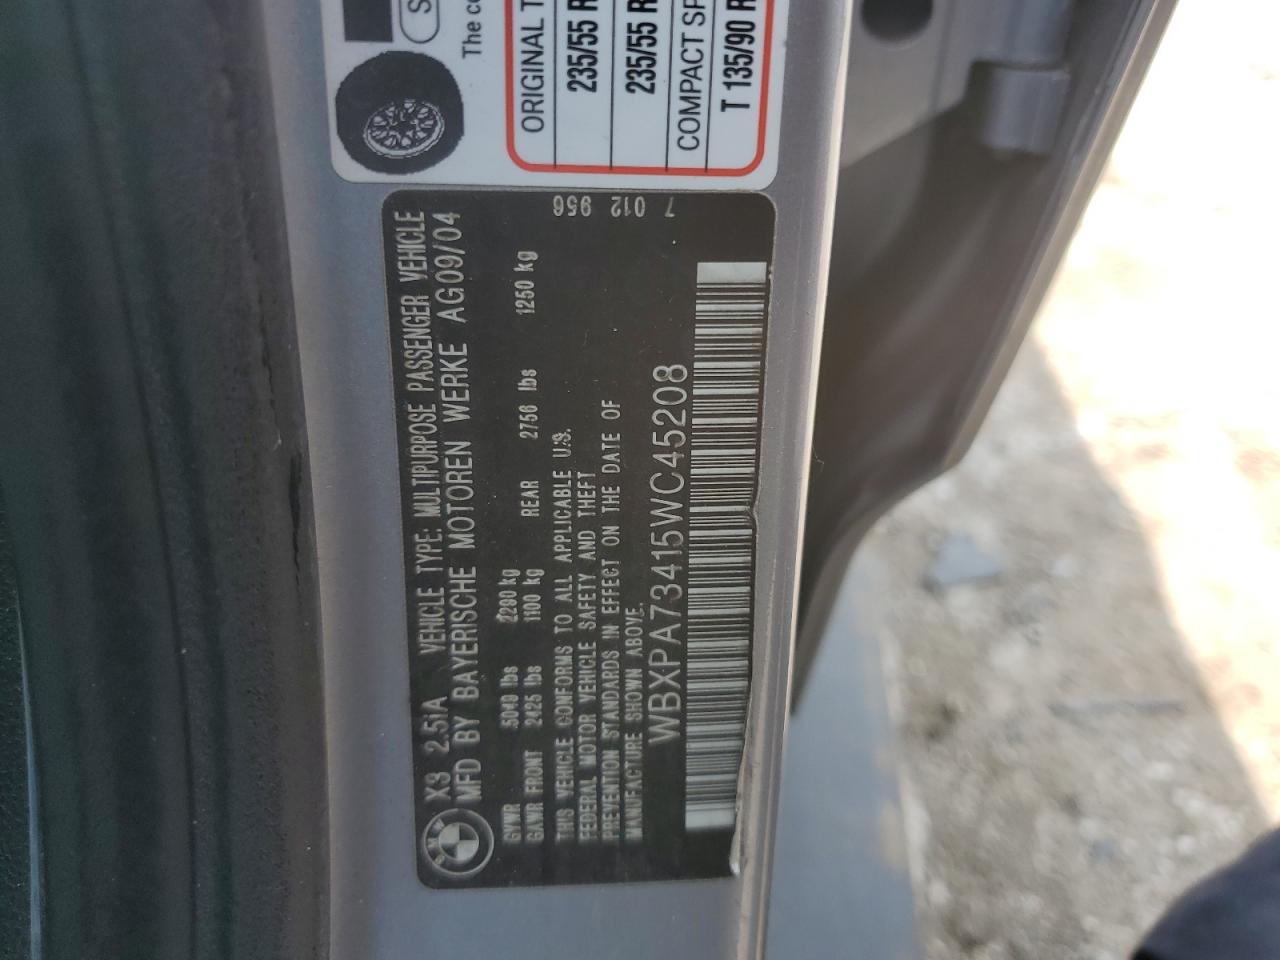 X3 2.5iA VEHICLE TYPE: MULTIPURPOSE PASSENGER VEHICLE
MFD BY BAYERISCHE MOTOREN WERKE AG09/04
GVWR 5049 lbs 2290 kg
GAWR FRONT 2425 lbs 1100 kg REAR 2756 lbs 1250 kg
THIS VEHICLE CONFORMS TO ALL APPLICABLE U.S.
FEDERAL MOTOR VEHICLE SAFETY AND THEFT
PREVENTION STANDARDS IN EFFECT ON THE DATE OF
MANUFACTURE SHOWN ABOVE.
WBXPA73415WC45208
7 012 956
The
ORIGINAL
235/55 R
235/55 R
COMPACT
T 135/90 R
BMW